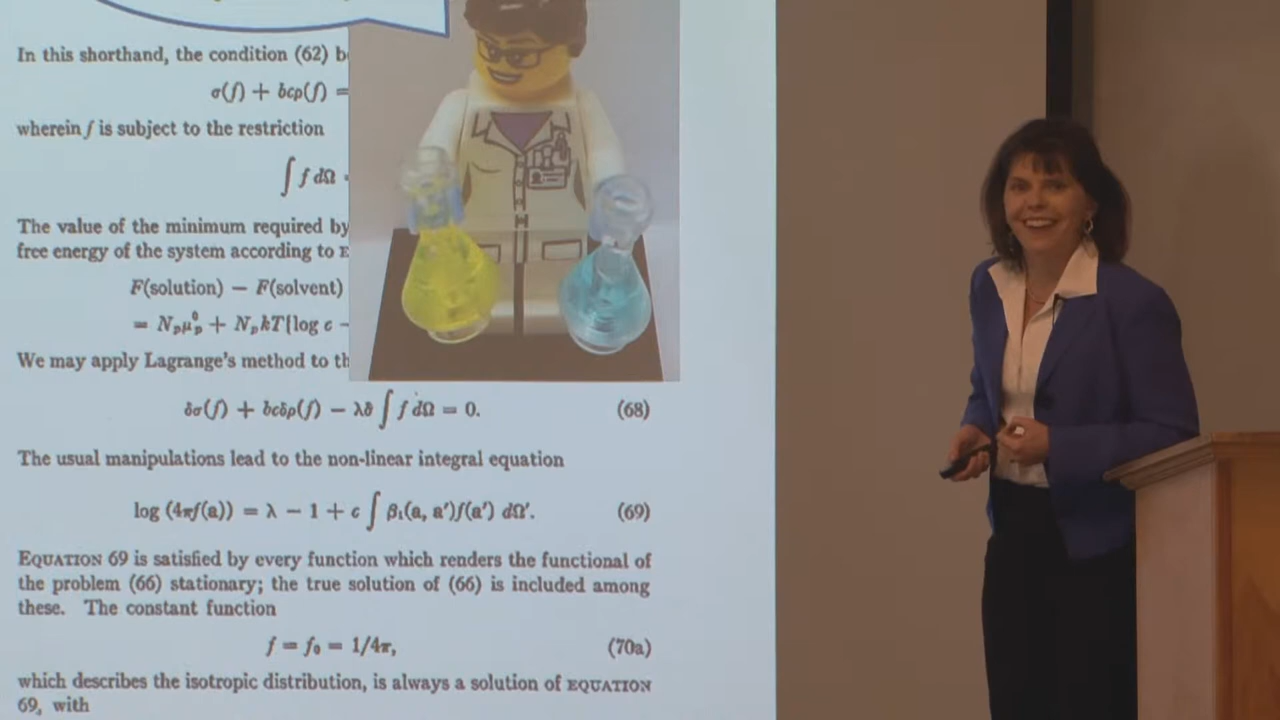 In this shorthand, the condition (62) b
σ(f) + bcρ(f) =
wherein f is subject to the restriction
∫ f dΩ
The value of the minimum required by
free energy of the system according to E
F(solution) − F(solvent)
= Nₚμₚ⁰ + NₚkT{log c −
We may apply Lagrange's method to th
δσ(f) + bcδρ(f) − λδ ∫ f dΩ = 0. (68)
The usual manipulations lead to the non-linear integral equation
log (4πf(a)) = λ − 1 + c ∫ β₁(a, a′)f(a′) dΩ′. (69)
EQUATION 69 is satisfied by every function which renders the functional of
the problem (66) stationary; the true solution of (66) is included among
these. The constant function
f = f₀ = 1/4π, (70a)
which describes the isotropic distribution, is always a solution of EQUATION
69, with